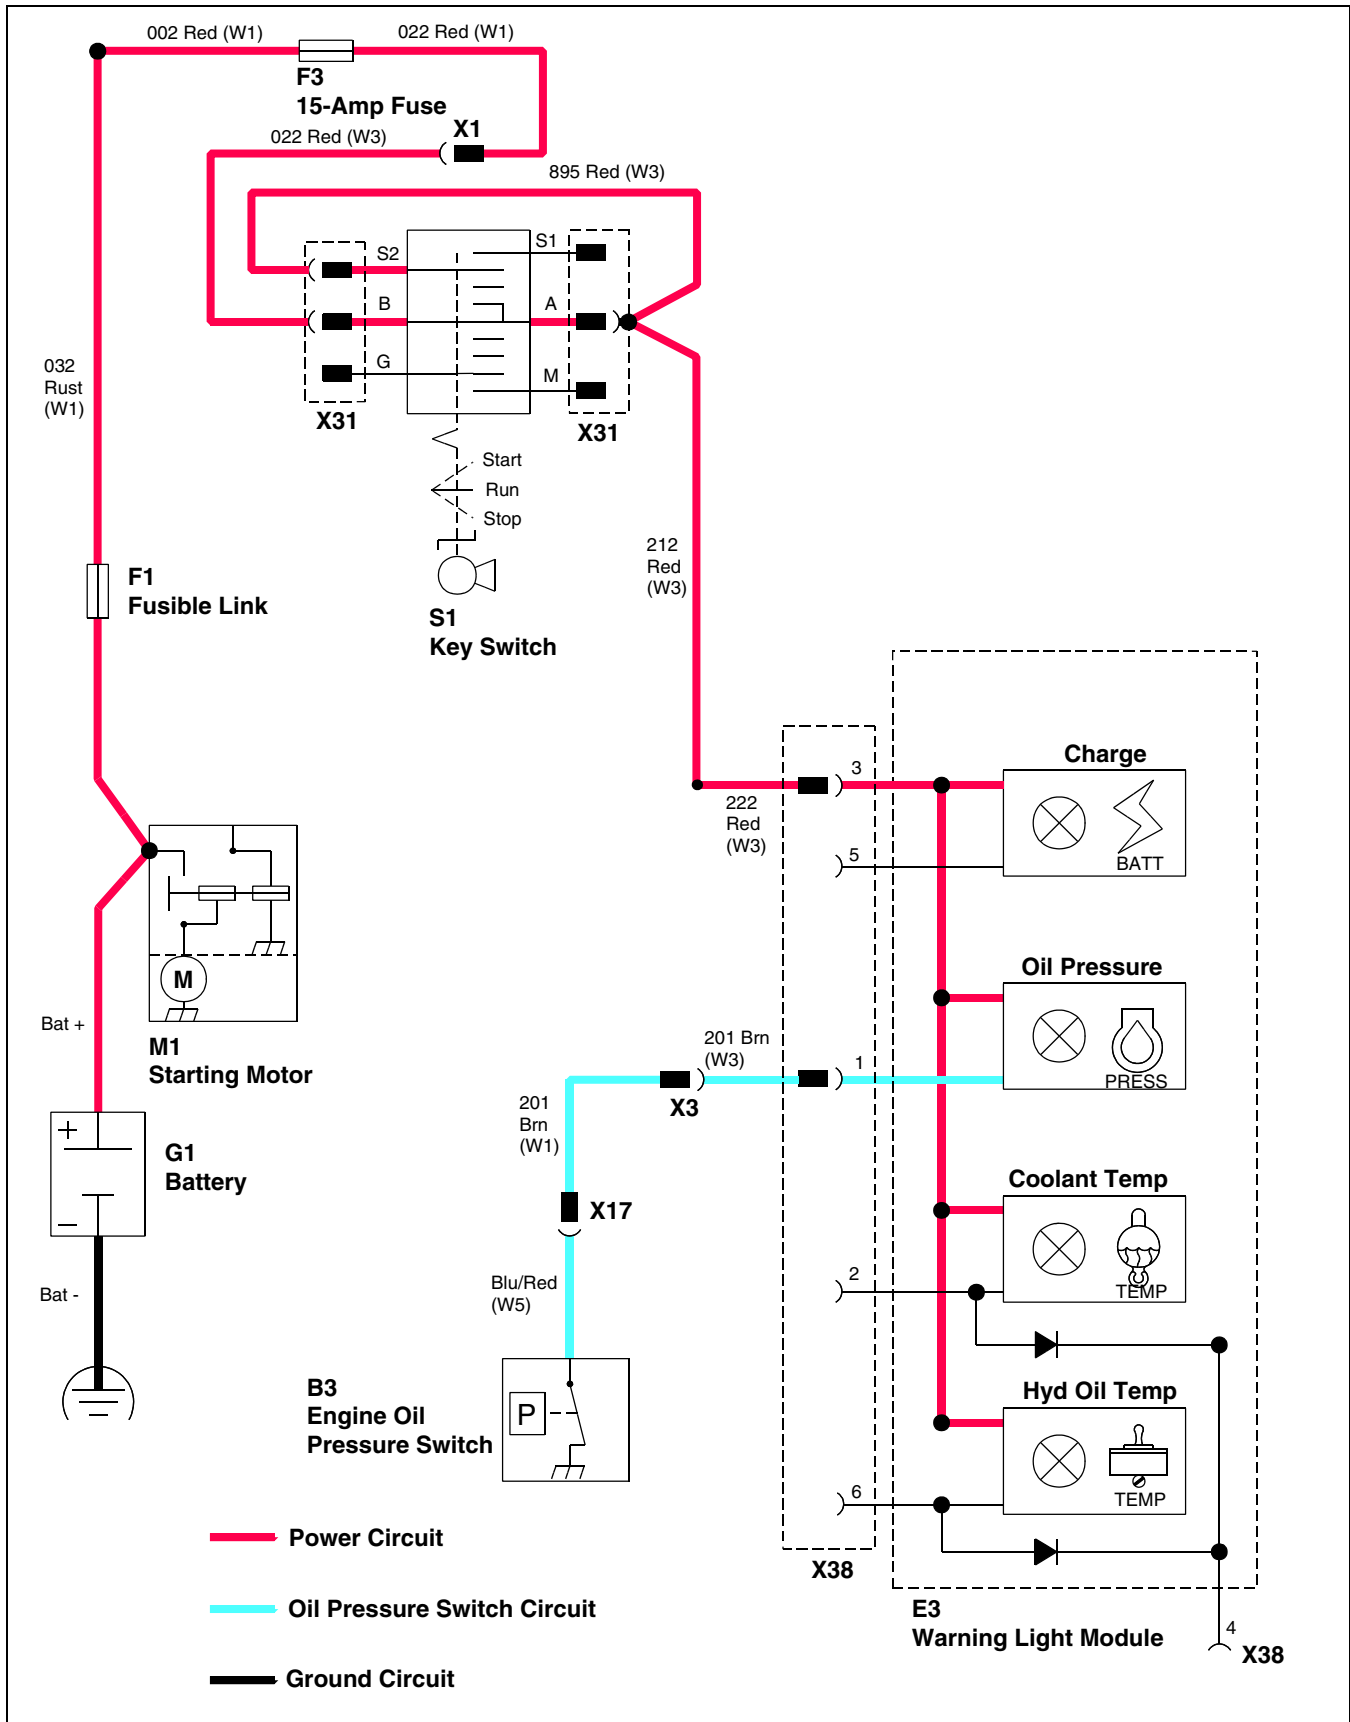 002 Red (W1)
022 Red (W1)
F3
15-Amp Fuse
022 Red (W3)
X1
895 Red (W3)
S2
S1
B
A
G
M
X31
X31
032
Rust
(W1)
Start
Run
Stop
F1
Fusible Link
S1
Key Switch
212
Red
(W3)
Charge
3
222
Red
(W3)
5
BATT
Oil Pressure
M
Bat +
M1
Starting Motor
201 Brn
(W3)
1
PRESS
X3
201
Brn
(W1)
+
G1
Battery
–
Coolant Temp
X17
2
TEMP
Blu/Red
(W5)
Bat -
B3
Engine Oil
Pressure Switch
P
Hyd Oil Temp
6
TEMP
Power Circuit
X38
Oil Pressure Switch Circuit
E3
Warning Light Module
4
X38
Ground Circuit